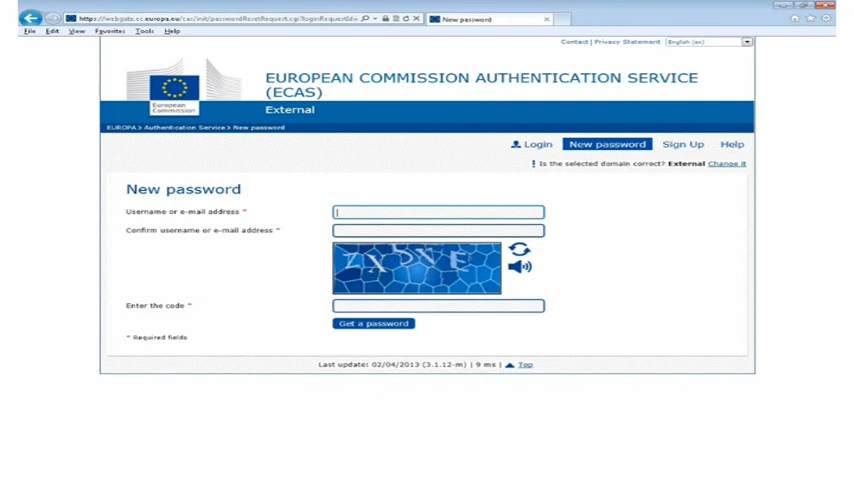 https://webgate.ec.europa.eu/cas/init/passwordResetRequest.cgi?loginRequestId=
New password
File Edit View Favorites Tools Help
Contact | Privacy Statement English (en)
EUROPEAN COMMISSION AUTHENTICATION SERVICE
(ECAS)
European
Commission
External
EUROPA > Authentication Service > New password
Login New password Sign Up Help
! Is the selected domain correct? External Change it
New password
Username or e-mail address *
Confirm username or e-mail address *
Enter the code *
Get a password
* Required fields
Last update: 02/04/2013 (3.1.12-m) | 9 ms | Top